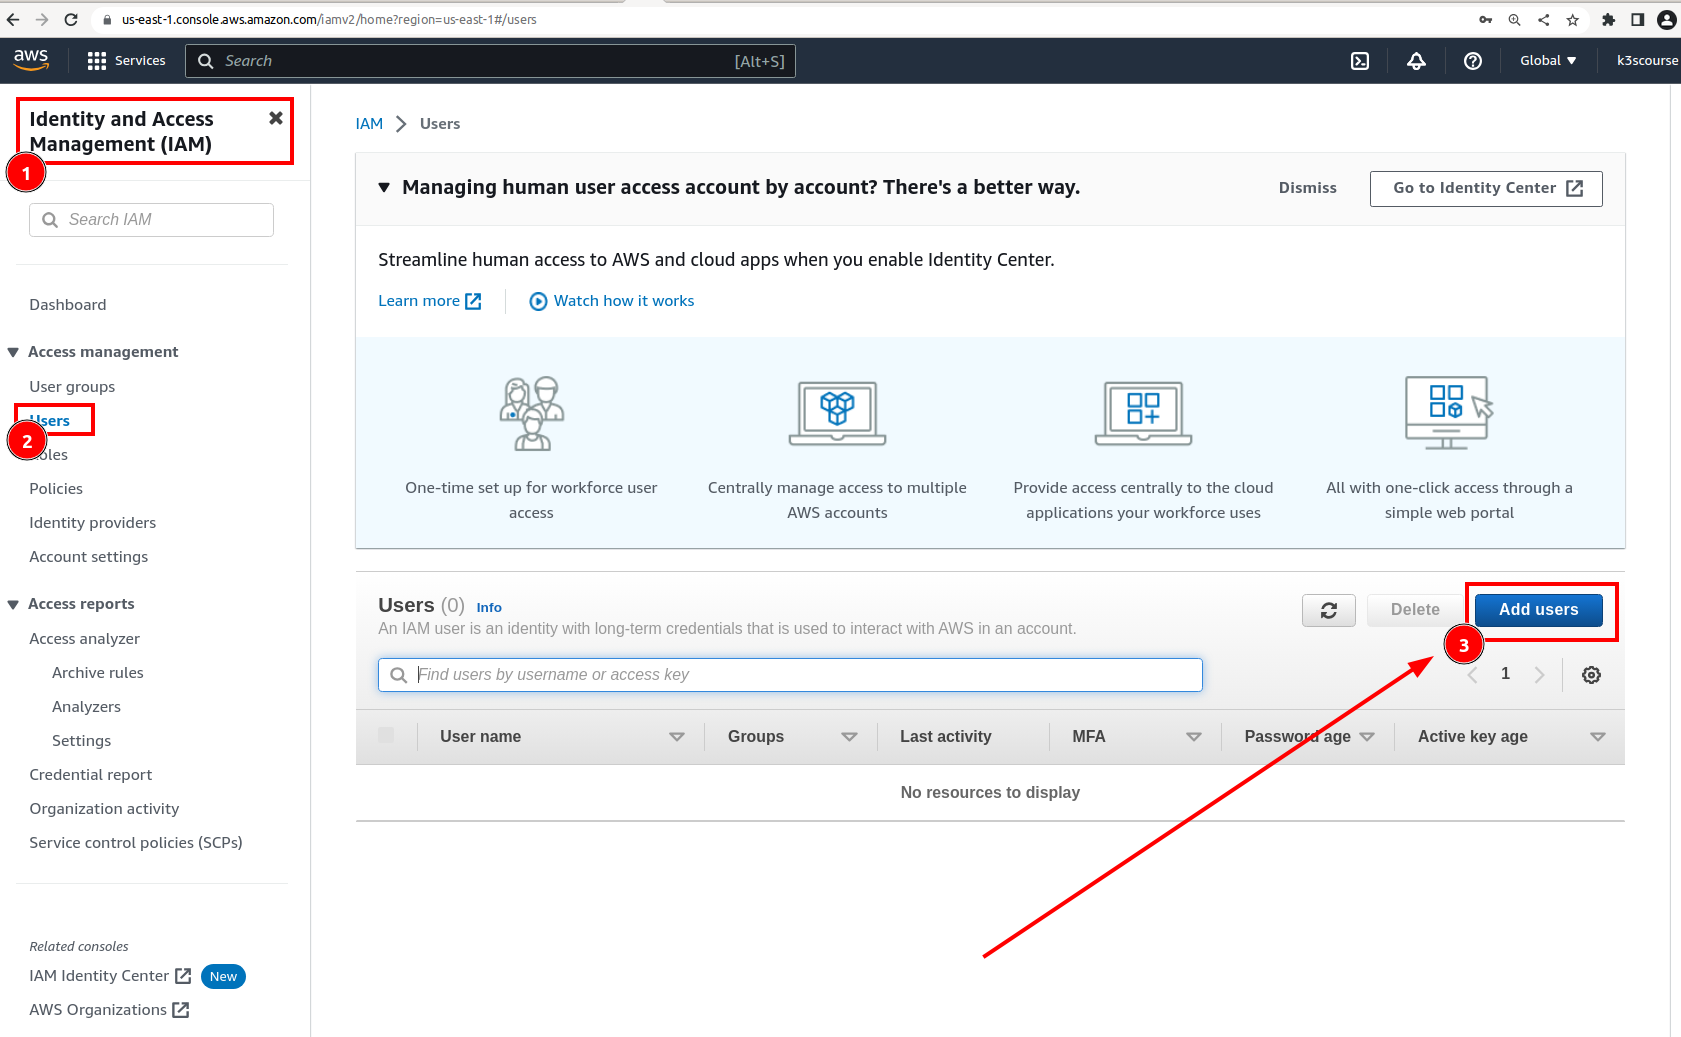 us-east-1.console.aws.amazon.com/iamv2/home?region=us-east-1#/users
aws
Services
Search
[Alt+S]
Global
k3scourse
Identity and Access
Management (IAM)
1
Search IAM
Dashboard
Access management
User groups
Users
2
Policies
Identity providers
Account settings
Access reports
Access analyzer
Archive rules
Analyzers
Settings
Credential report
Organization activity
Service control policies (SCPs)
Related consoles
IAM Identity Center
New
AWS Organizations
IAM
Users
Managing human user access account by account? There's a better way.
Dismiss
Go to Identity Center
Streamline human access to AWS and cloud apps when you enable Identity Center.
Learn more
Watch how it works
One-time set up for workforce user
access
Centrally manage access to multiple
AWS accounts
Provide access centrally to the cloud
applications your workforce uses
All with one-click access through a
simple web portal
Users (0) Info
An IAM user is an identity with long-term credentials that is used to interact with AWS in an account.
Delete
Add users
3
Find users by username or access key
1
User name
Groups
Last activity
MFA
Password age
Active key age
No resources to display